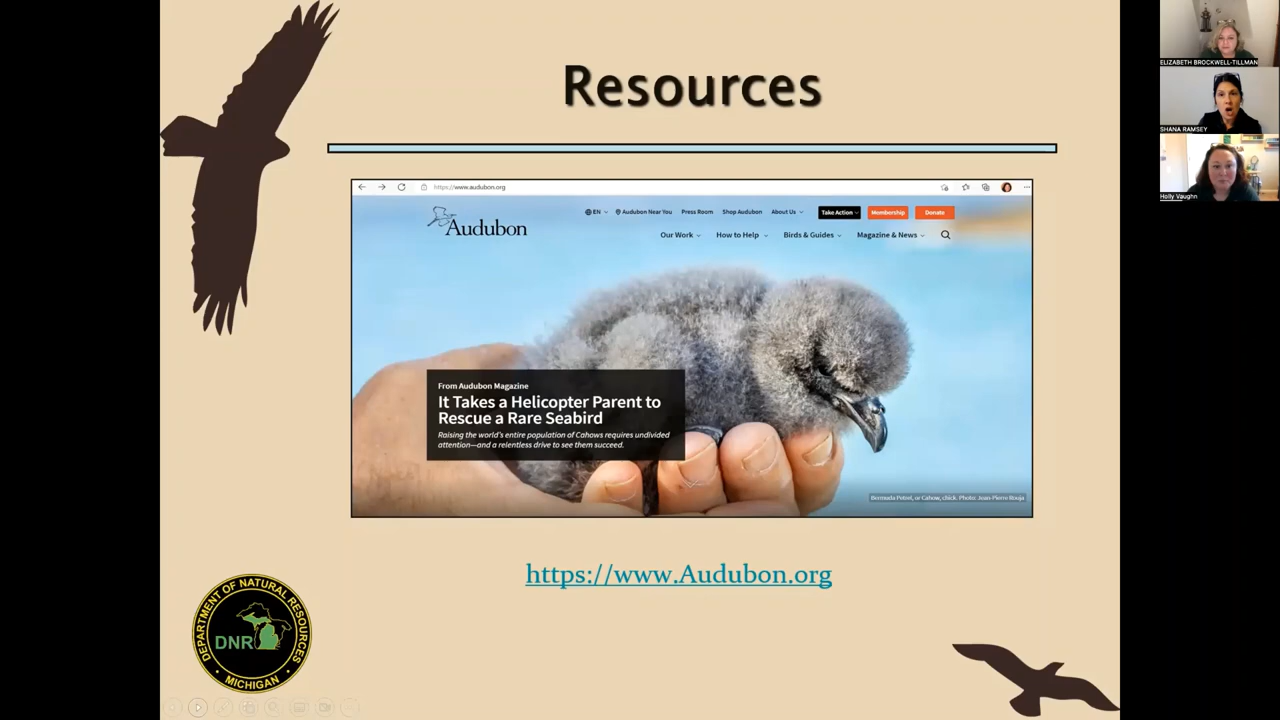 Resources
https://www.audubon.org
EN
Audubon Near You
Press Room
Shop Audubon
About Us
Take Action
Membership
Donate
Audubon
Our Work
How to Help
Birds & Guides
Magazine & News
From Audubon Magazine
It Takes a Helicopter Parent to
Rescue a Rare Seabird
Raising the world's entire population of Cahows requires undivided
attention—and a relentless drive to see them succeed.
Bermuda Petrel, or Cahow, chick. Photo: Jean-Pierre Rouja
https://www.Audubon.org
DEPARTMENT OF NATURAL RESOURCES
DNR
MICHIGAN
ELIZABETH BROCKWELL-TILLMAN
SHANA RAMSEY
Holly Vaughn